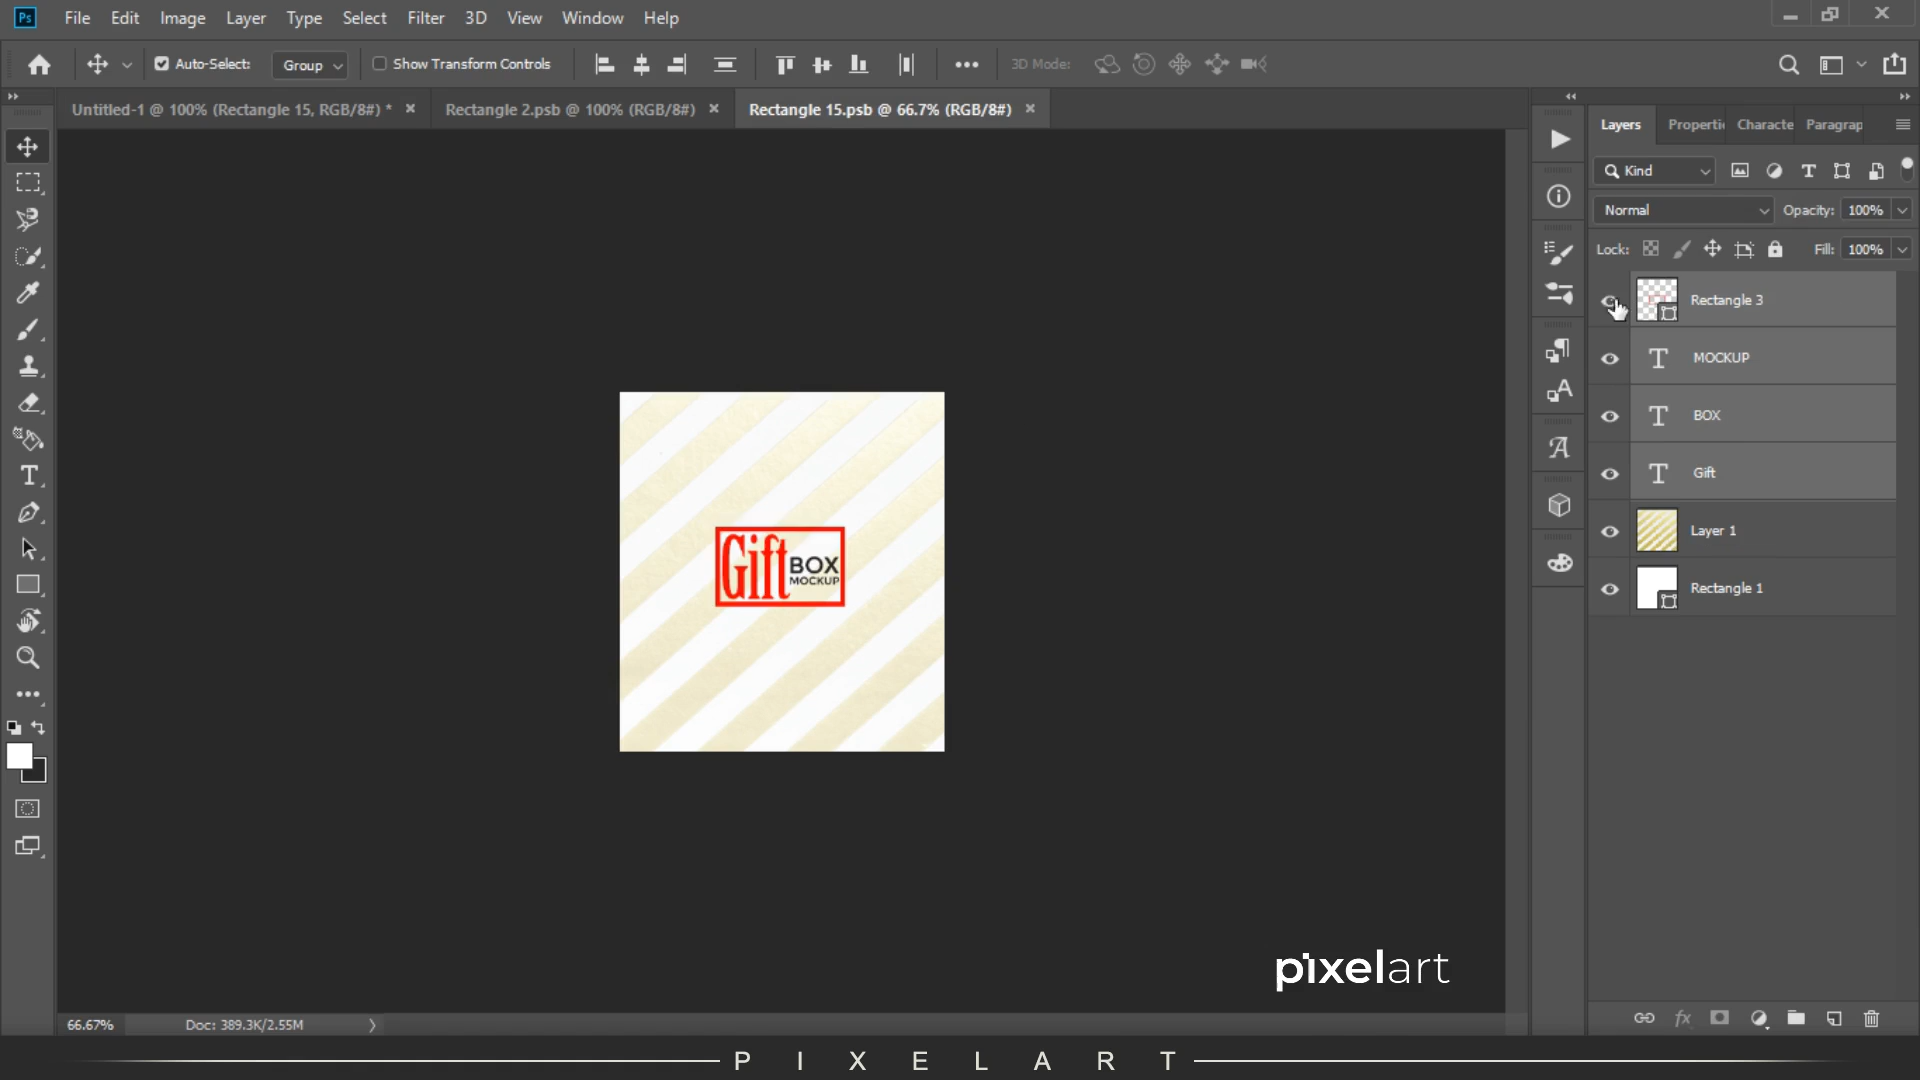 Ps File Edit Image Layer Type Select Filter 3D View Window Help
Auto-Select: Group Show Transform Controls 3D Mode:
Untitled-1 @ 100% (Rectangle 15, RGB/8#) * × Rectangle 2.psb @ 100% (RGB/8#) × Rectangle 15.psb @ 66.7% (RGB/8#) ×
Layers Properti Characte Paragrap
Kind
Normal Opacity: 100%
Lock: Fill: 100%
Rectangle 3
MOCKUP
BOX
Gift
Layer 1
Rectangle 1
Gift BOX
MOCKUP
pixelart
66.67% Doc: 389.3K/2.55M
PIXELART